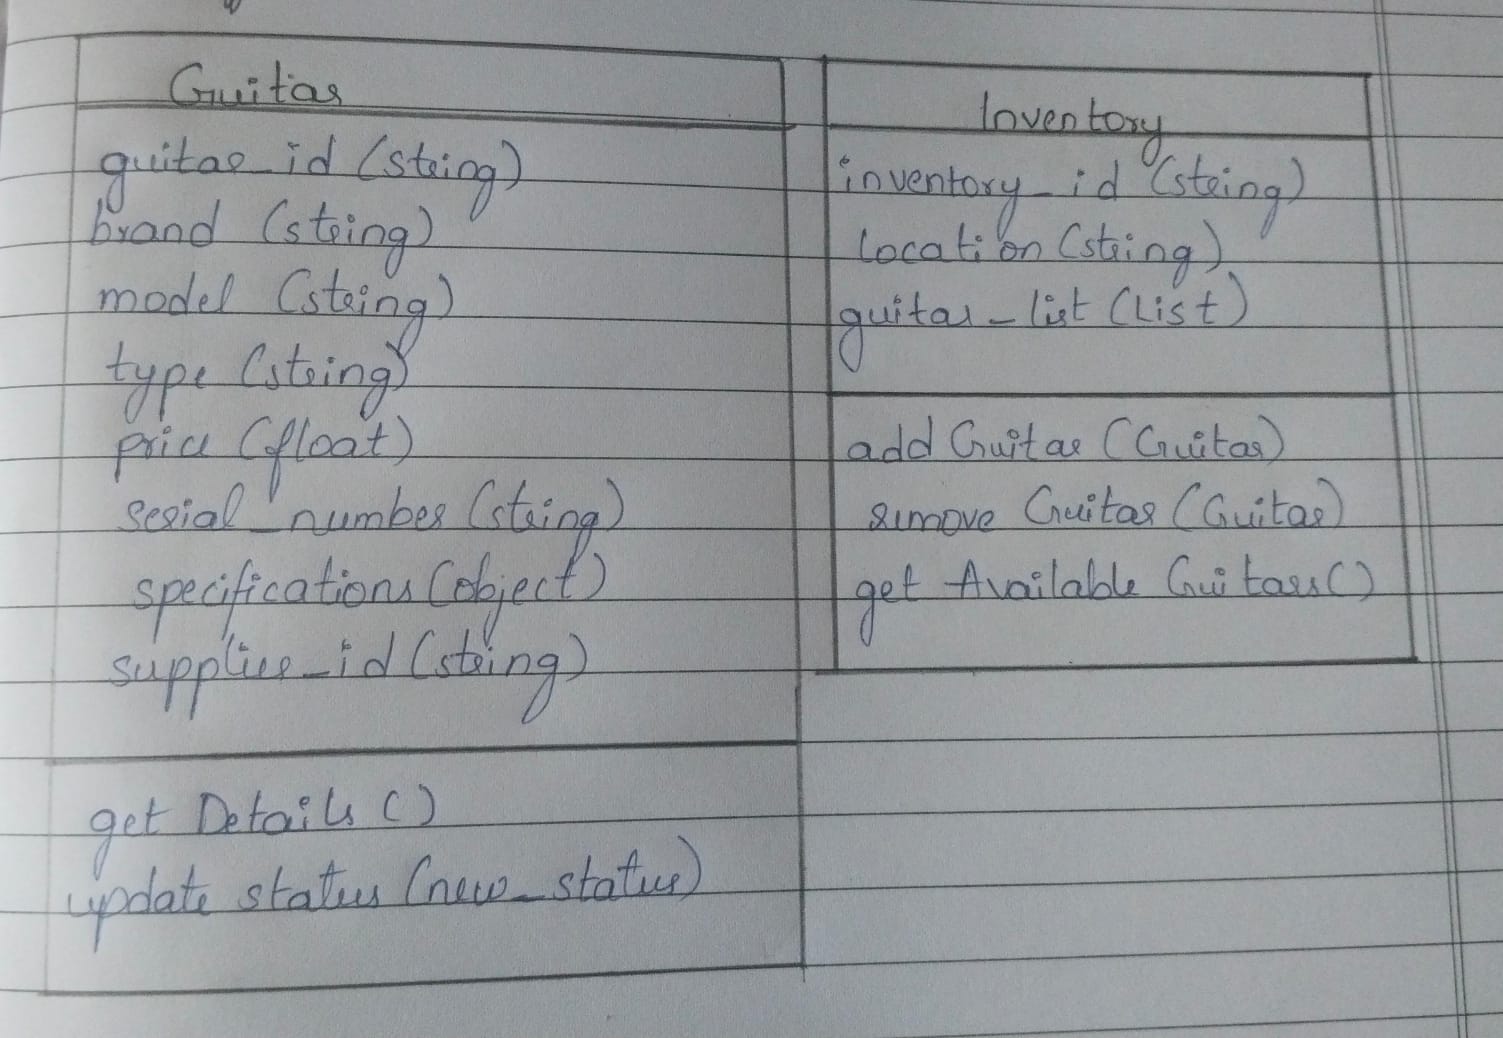 Guitar
guitar_id (string)
brand (string)
model (string)
type (string)
price (float)
serial_number (string)
specifications (object)
supplier_id (string)
get Details ()
update status (new_status)
Inventory
inventory_id (string)
location (string)
guitar_list (List)
add Guitar (Guitar)
remove Guitar (Guitar)
get Available Guitars ()